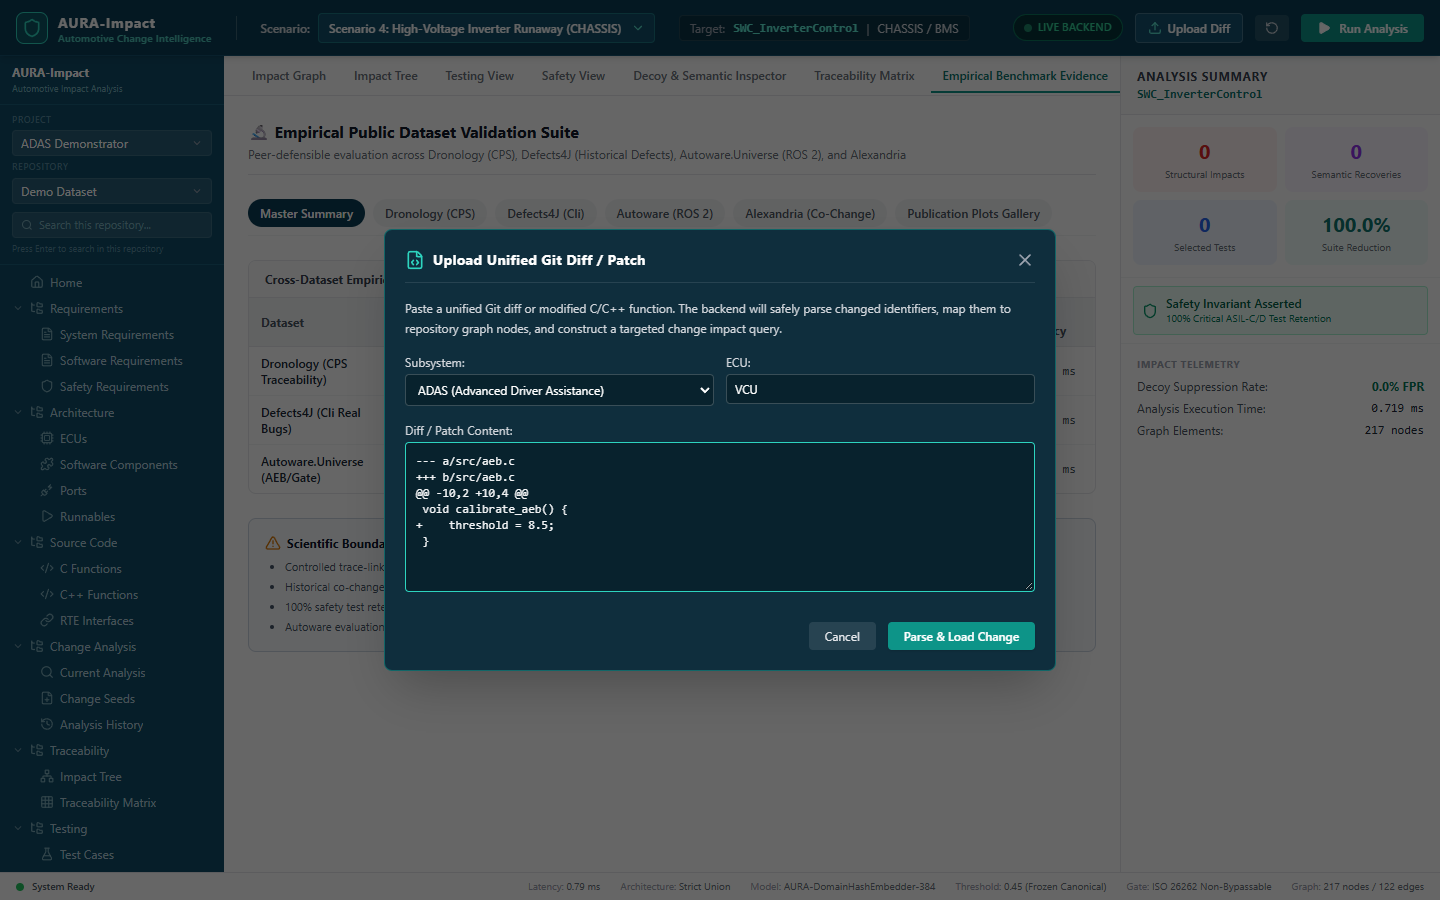 AURA-Impact
Automotive Change Intelligence
Scenario: Scenario 4: High-Voltage Inverter Runaway (CHASSIS)
Target: SWC_InverterControl | CHASSIS / BMS
LIVE BACKEND
Upload Diff
Run Analysis
AURA-Impact
Automotive Impact Analysis
PROJECT
ADAS Demonstrator
REPOSITORY
Demo Dataset
Search this repository...
Press Enter to search in this repository
Home
Requirements
System Requirements
Software Requirements
Safety Requirements
Architecture
ECUs
Software Components
Ports
Runnables
Source Code
C Functions
C++ Functions
RTE Interfaces
Change Analysis
Current Analysis
Change Seeds
Analysis History
Traceability
Impact Tree
Traceability Matrix
Testing
Test Cases
Impact Graph
Impact Tree
Testing View
Safety View
Decoy & Semantic Inspector
Traceability Matrix
Empirical Benchmark Evidence
Empirical Public Dataset Validation Suite
Peer-defensible evaluation across Dronology (CPS), Defects4J (Historical Defects), Autoware.Universe (ROS 2), and Alexandria
Master Summary
Dronology (CPS)
Defects4J (Cli)
Autoware (ROS 2)
Alexandria (Co-Change)
Publication Plots Gallery
Cross-Dataset Empiri
Dataset
cy
Dronology (CPS
Traceability)
ms
Defects4J (Cli Real
Bugs)
ms
Autoware.Universe
(AEB/Gate)
ms
Scientific Bounda
Controlled trace-link
Historical co-change
100% safety test rete
Autoware evaluation
Upload Unified Git Diff / Patch
Paste a unified Git diff or modified C/C++ function. The backend will safely parse changed identifiers, map them to
repository graph nodes, and construct a targeted change impact query.
Subsystem:
ADAS (Advanced Driver Assistance)
ECU:
VCU
Diff / Patch Content:
--- a/src/aeb.c
+++ b/src/aeb.c
@@ -10,2 +10,4 @@
 void calibrate_aeb() {
+    threshold = 8.5;
 }
Cancel
Parse & Load Change
ANALYSIS SUMMARY
SWC_InverterControl
0
Structural Impacts
0
Semantic Recoveries
0
Selected Tests
100.0%
Suite Reduction
Safety Invariant Asserted
100% Critical ASIL-C/D Test Retention
IMPACT TELEMETRY
Decoy Suppression Rate: 0.0% FPR
Analysis Execution Time: 0.719 ms
Graph Elements: 217 nodes
System Ready
Latency: 0.79 ms
Architecture: Strict Union
Model: AURA-DomainHashEmbedder-384
Threshold: 0.45 (Frozen Canonical)
Gate: ISO 26262 Non-Bypassable
Graph: 217 nodes / 122 edges